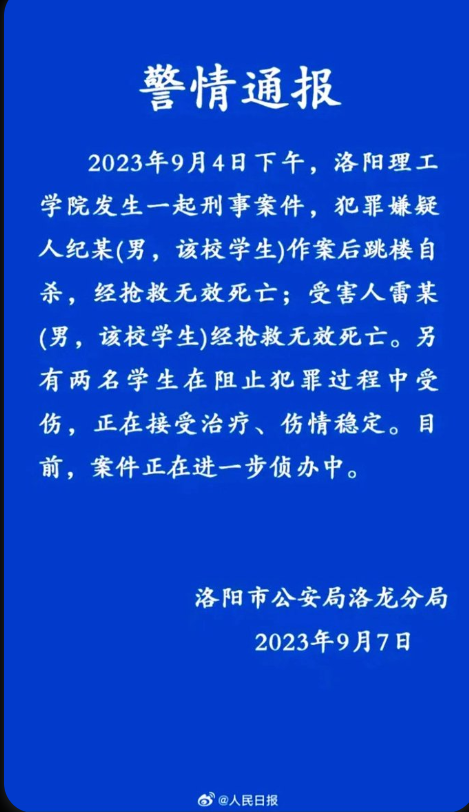 警情通报
2023年9月4日下午，洛阳理工
学院发生一起刑事案件，犯罪嫌疑
人纪某(男，该校学生)作案后跳楼自
杀，经抢救无效死亡；受害人雷某
(男，该校学生)经抢救无效死亡。另
有两名学生在阻止犯罪过程中受
伤，正在接受治疗、伤情稳定。目
前，案件正在进一步侦办中。
洛阳市公安局洛龙分局
2023年9月7日
@人民日报